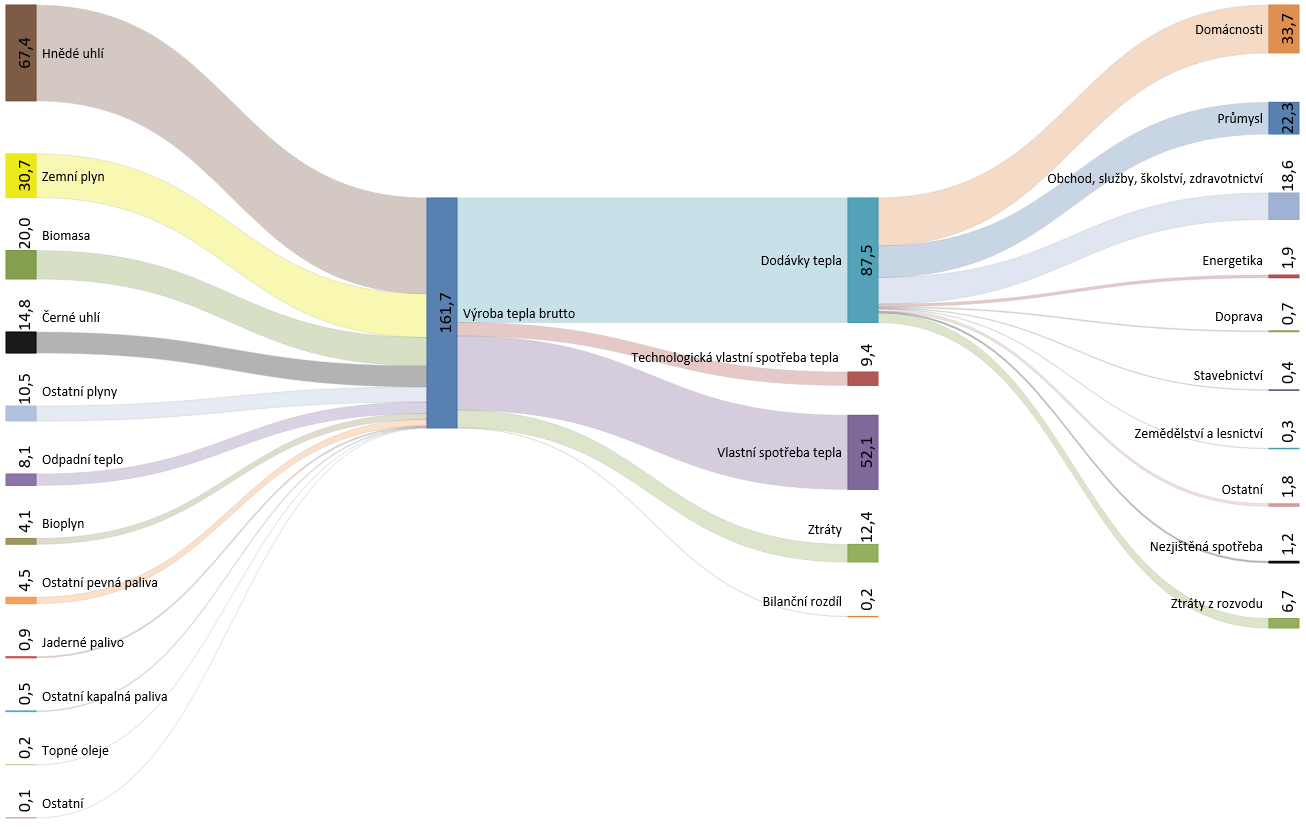 67,4
Hnědé uhlí
30,7
Zemní plyn
20,0
Biomasa
14,8
Černé uhlí
10,5
Ostatní plyny
8,1
Odpadní teplo
4,1
Bioplyn
4,5
Ostatní pevná paliva
0,9
Jaderné palivo
0,5
Ostatní kapalná paliva
0,2
Topné oleje
0,1
Ostatní
161,7
Výroba tepla brutto
Dodávky tepla
87,5
Technologická vlastní spotřeba tepla
9,4
Vlastní spotřeba tepla
52,1
Ztráty
12,4
Bilanční rozdíl
0,2
Domácnosti
33,7
Průmysl
22,3
Obchod, služby, školství, zdravotnictví
18,6
Energetika
1,9
Doprava
0,7
Stavebnictví
0,4
Zemědělství a lesnictví
0,3
Ostatní
1,8
Nezjištěná spotřeba
1,2
Ztráty z rozvodu
6,7